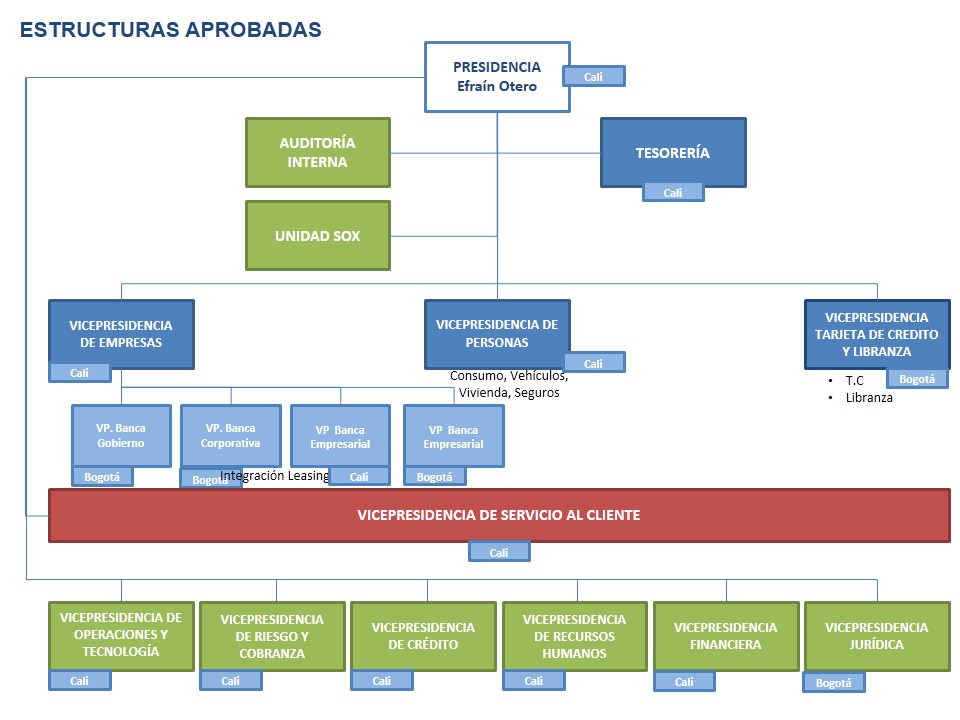 ESTRUCTURAS APROBADAS
PRESIDENCIA
Efraín Otero
Cali
AUDITORÍA
INTERNA
TESORERÍA
Cali
UNIDAD SOX
VICEPRESIDENCIA
DE EMPRESAS
Cali
VICEPRESIDENCIA DE
PERSONAS
Cali
Consumo, Vehículos,
Vivienda, Seguros
VICEPRESIDENCIA
TARJETA DE CREDITO
Y LIBRANZA
Bogotá
• T.C
• Libranza
VP. Banca
Gobierno
Bogotá
VP. Banca
Corporativa
Bogotá
Integración Leasing
VP Banca
Empresarial
Cali
VP Banca
Empresarial
Bogotá
VICEPRESIDENCIA DE SERVICIO AL CLIENTE
Cali
VICEPRESIDENCIA DE
OPERACIONES Y
TECNOLOGÍA
Cali
VICEPRESIDENCIA
DE RIESGO Y
COBRANZA
Cali
VICEPRESIDENCIA
DE CRÉDITO
Cali
VICEPRESIDENCIA
DE RECURSOS
HUMANOS
Cali
VICEPRESIDENCIA
FINANCIERA
Cali
VICEPRESIDENCIA
JURÍDICA
Bogotá